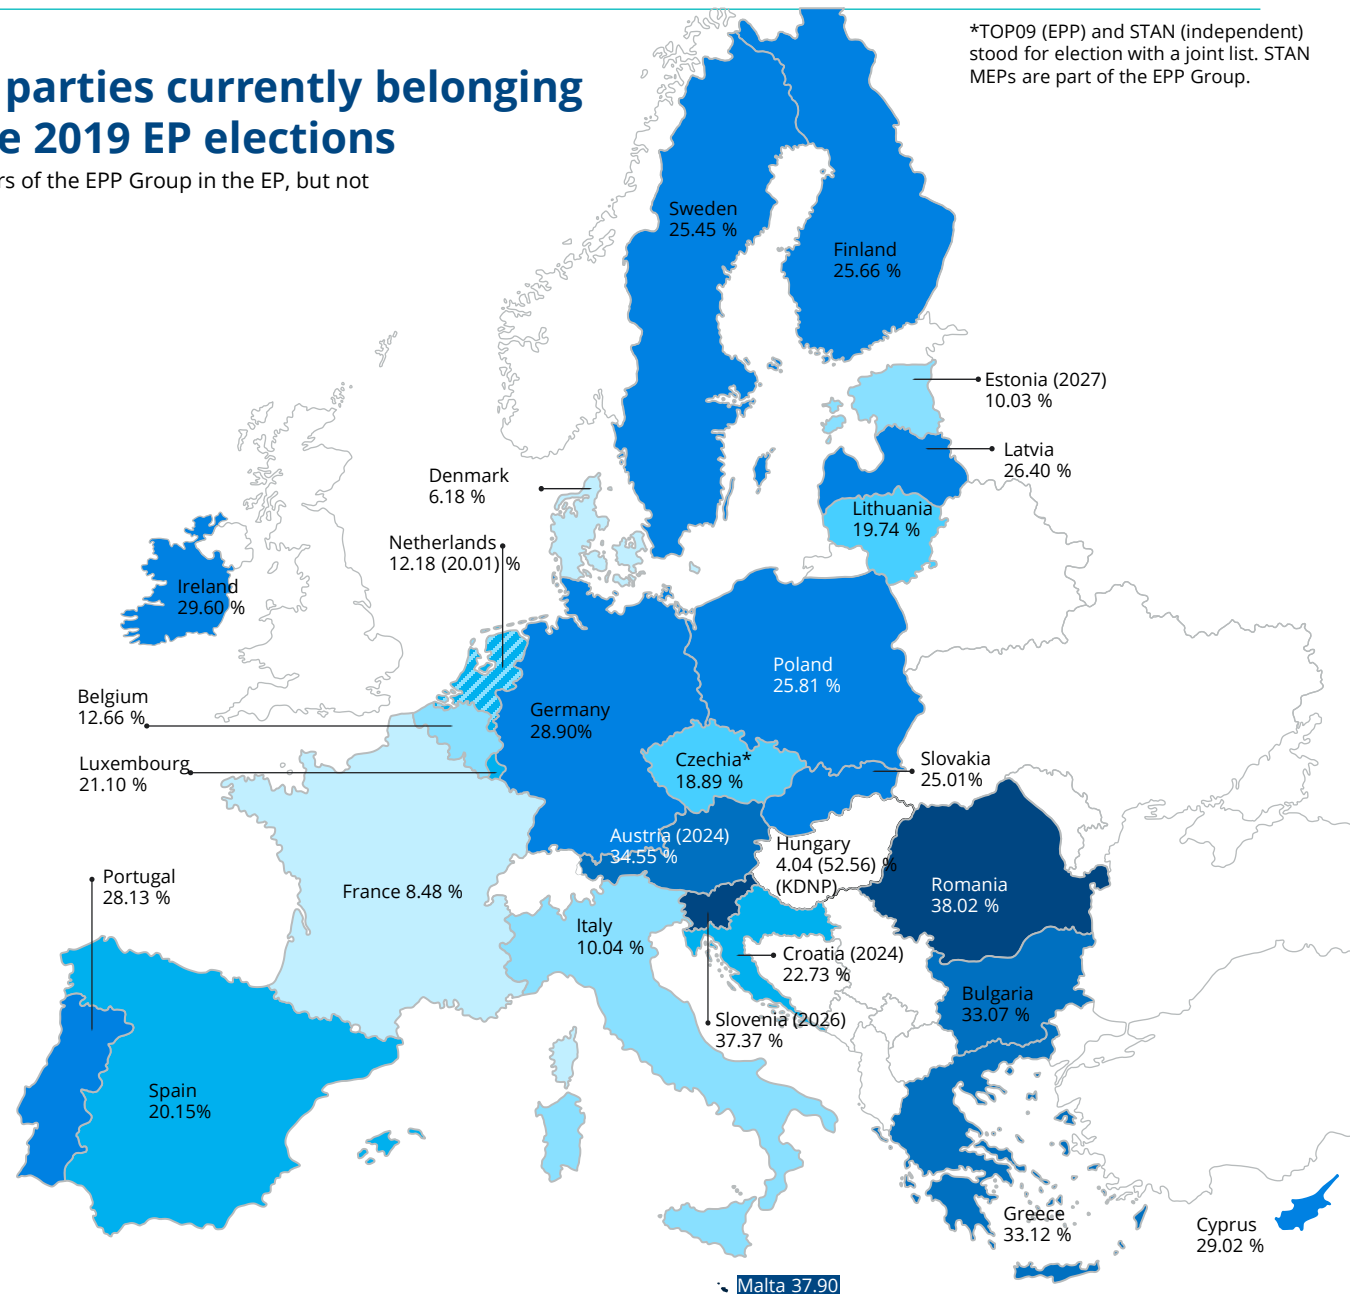 *TOP09 (EPP) and STAN (independent)
stood for election with a joint list. STAN
MEPs are part of the EPP Group.
parties currently belonging
e 2019 EP elections
rs of the EPP Group in the EP, but not
Sweden
25.45 %
Finland
25.66 %
Estonia (2027)
10.03 %
Latvia
26.40 %
Denmark
6.18 %
Lithuania
19.74 %
Netherlands
12.18 (20.01) %
Ireland
29.60 %
Poland
25.81 %
Belgium
12.66 %
Germany
28.90%
Luxembourg
21.10 %
Czechia*
18.89 %
Slovakia
25.01%
Austria (2024)
34.55 %
Hungary
4.04 (52.56) %
(KDNP)
Portugal
28.13 %
France 8.48 %
Romania
38.02 %
Italy
10.04 %
Croatia (2024)
22.73 %
Bulgaria
33.07 %
Slovenia (2026)
37.37 %
Spain
20.15%
Greece
33.12 %
Cyprus
29.02 %
Malta 37.90